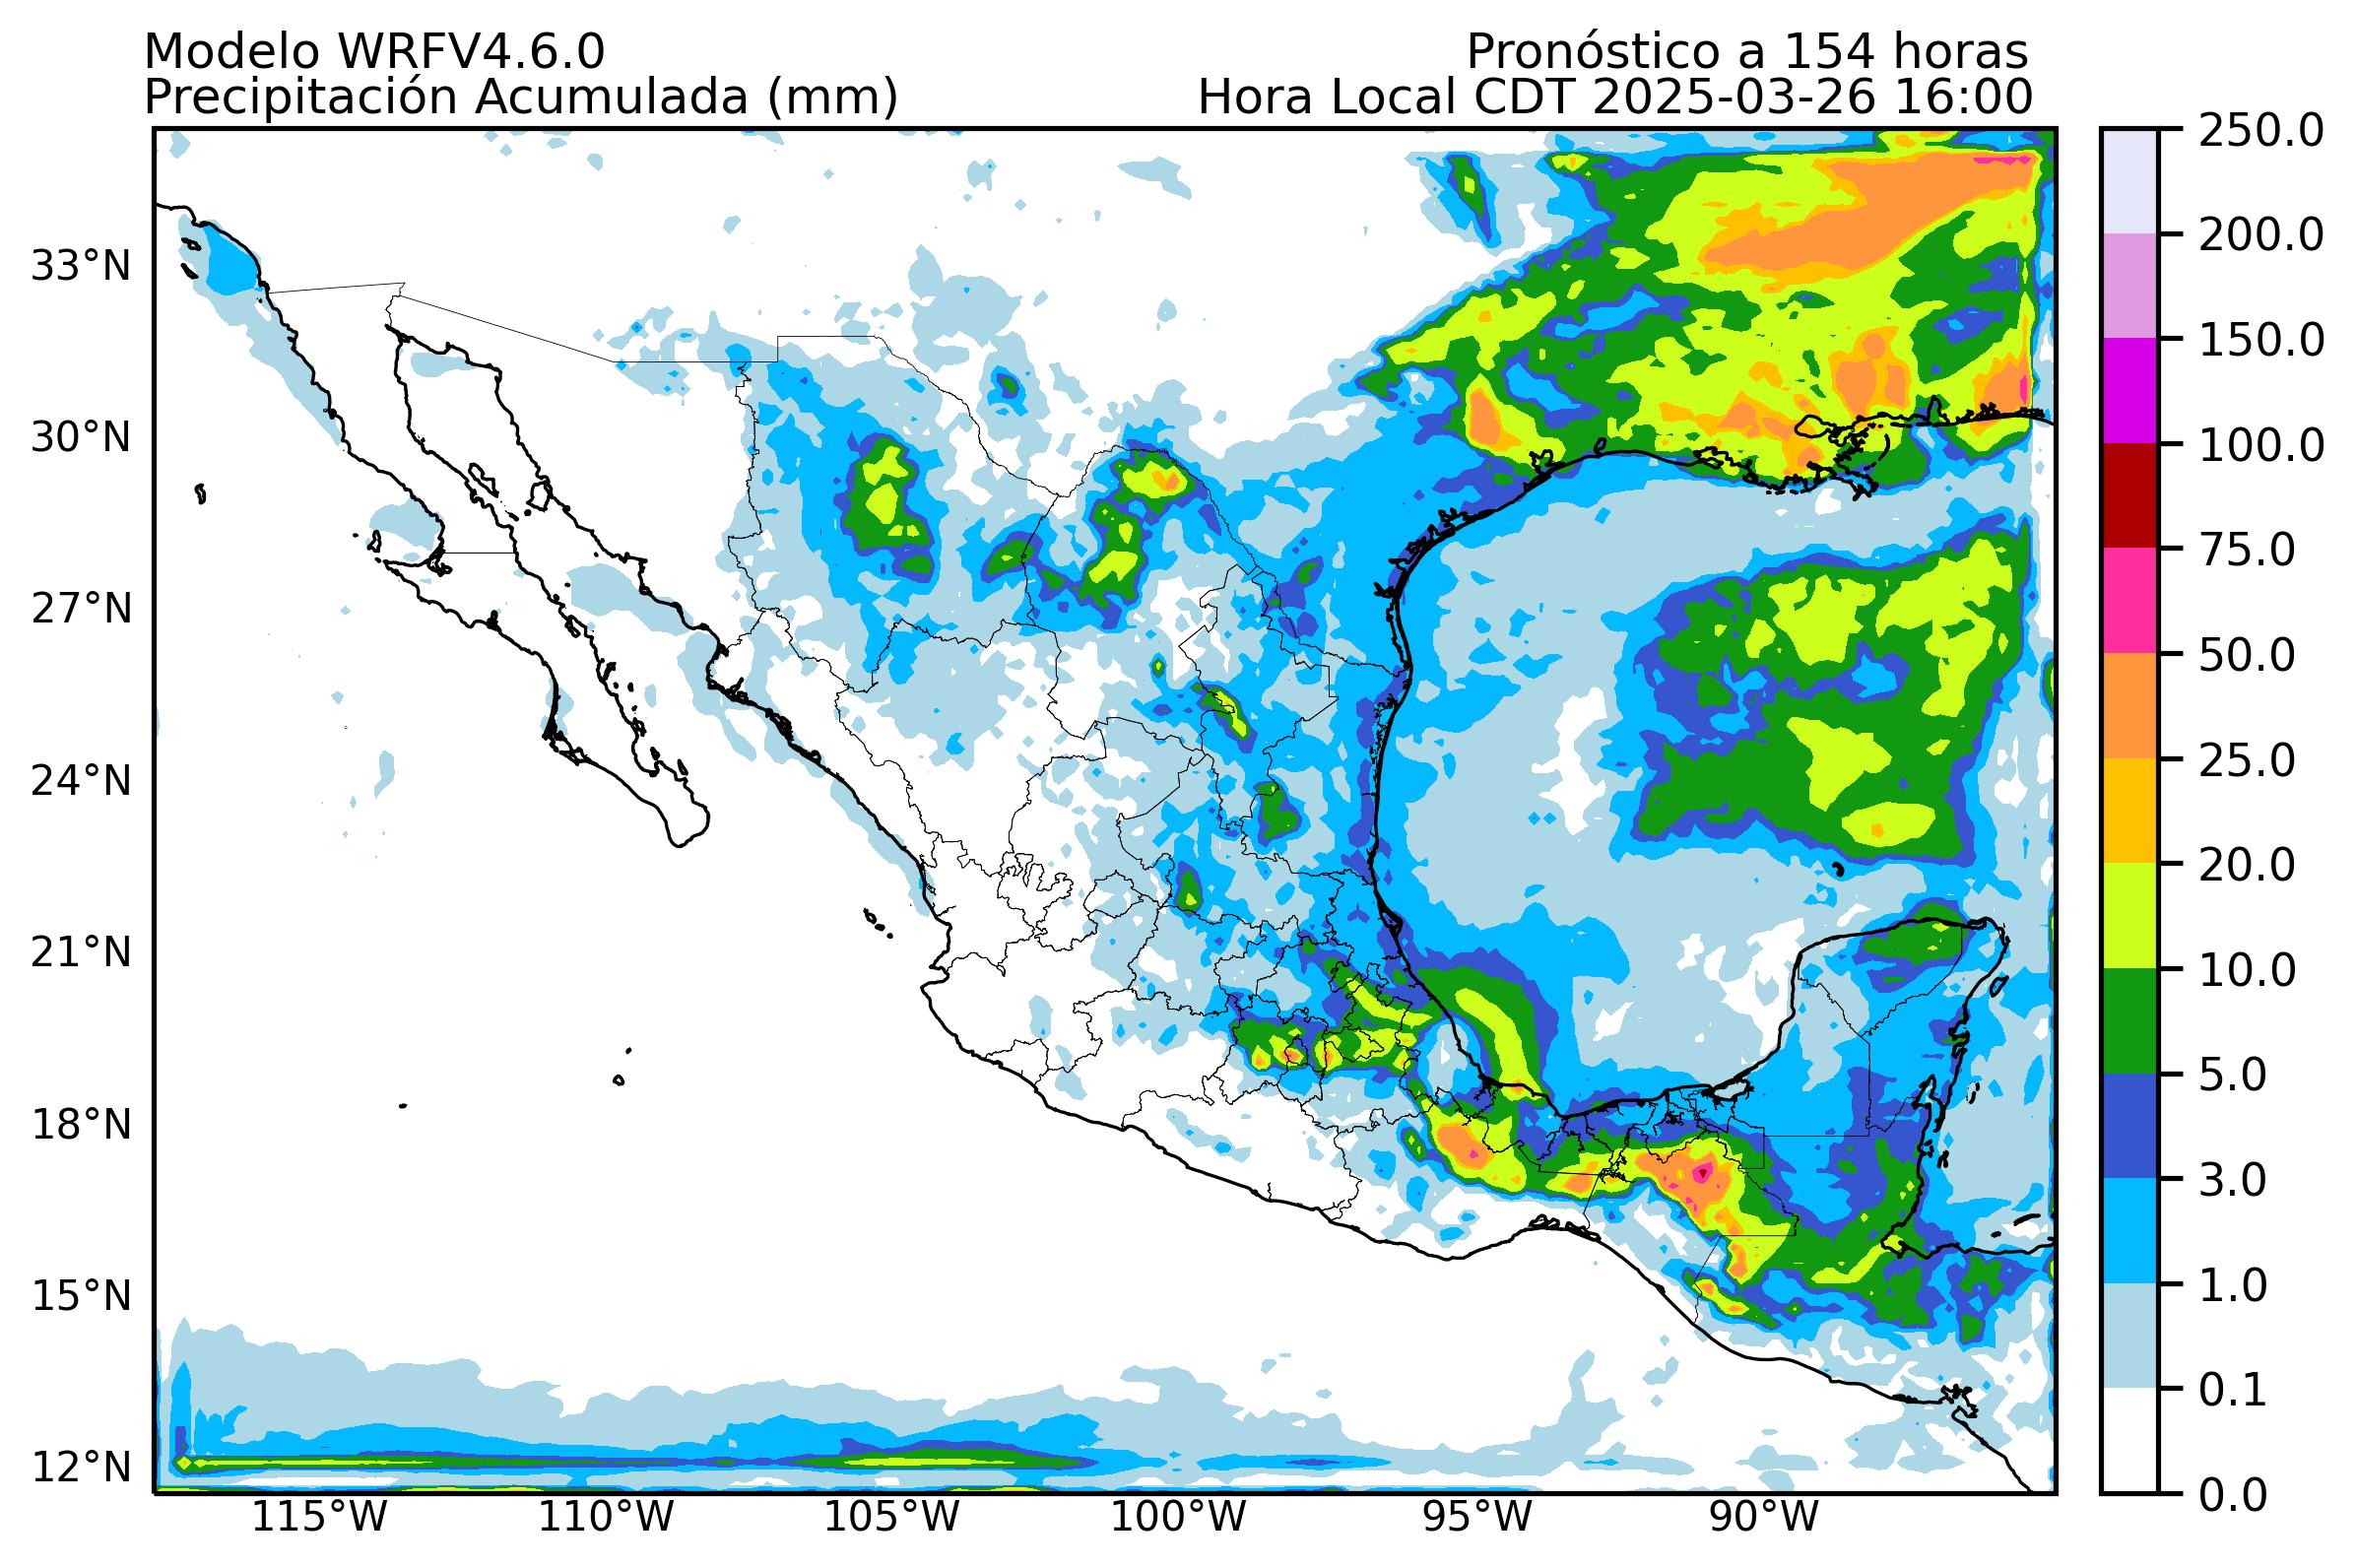 Modelo WRFV4.6.0
Pronóstico a 154 horas
Precipitación Acumulada (mm)
Hora Local CDT 2025-03-26 16:00
33°N
30°N
27°N
24°N
21°N
18°N
15°N
12°N
115°W
110°W
105°W
100°W
95°W
90°W
250.0
200.0
150.0
100.0
75.0
50.0
25.0
20.0
10.0
5.0
3.0
1.0
0.1
0.0